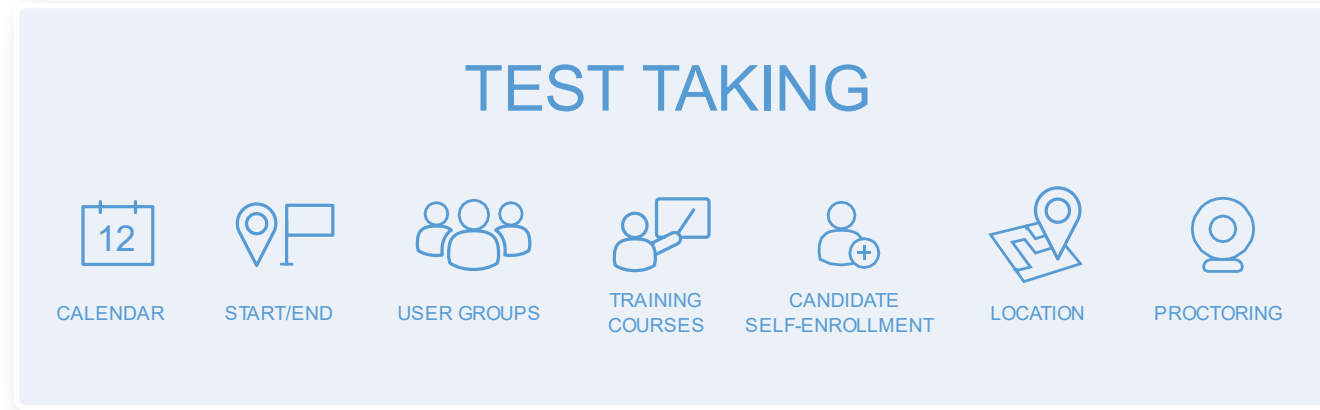 TEST TAKING
12
CALENDAR
START/END
USER GROUPS
TRAINING
COURSES
CANDIDATE
SELF-ENROLLMENT
LOCATION
PROCTORING